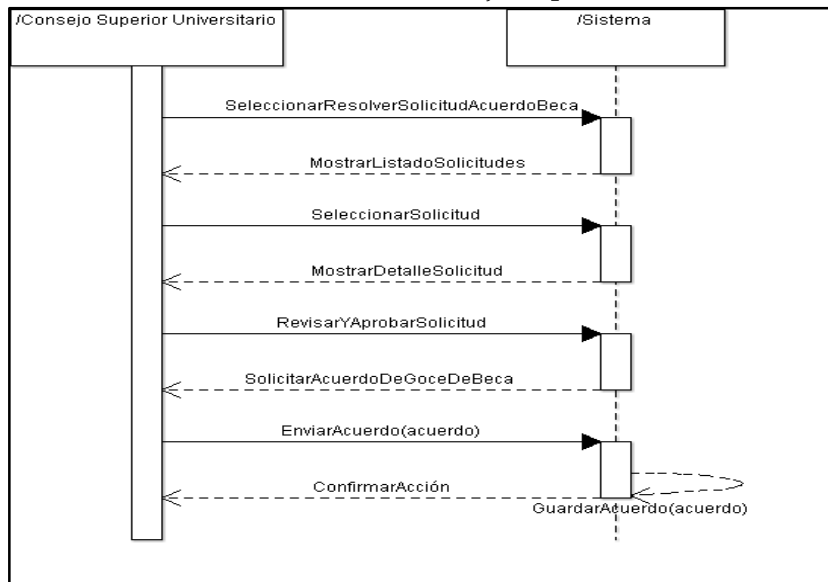 /Consejo Superior Universitario
/Sistema
SeleccionarResolverSolicitudAcuerdoBeca
MostrarListadoSolicitudes
SeleccionarSolicitud
MostrarDetalleSolicitud
RevisarYAprobarSolicitud
SolicitarAcuerdoDeGoceDeBeca
EnviarAcuerdo(acuerdo)
ConfirmarAcción
GuardarAcuerdo(acuerdo)